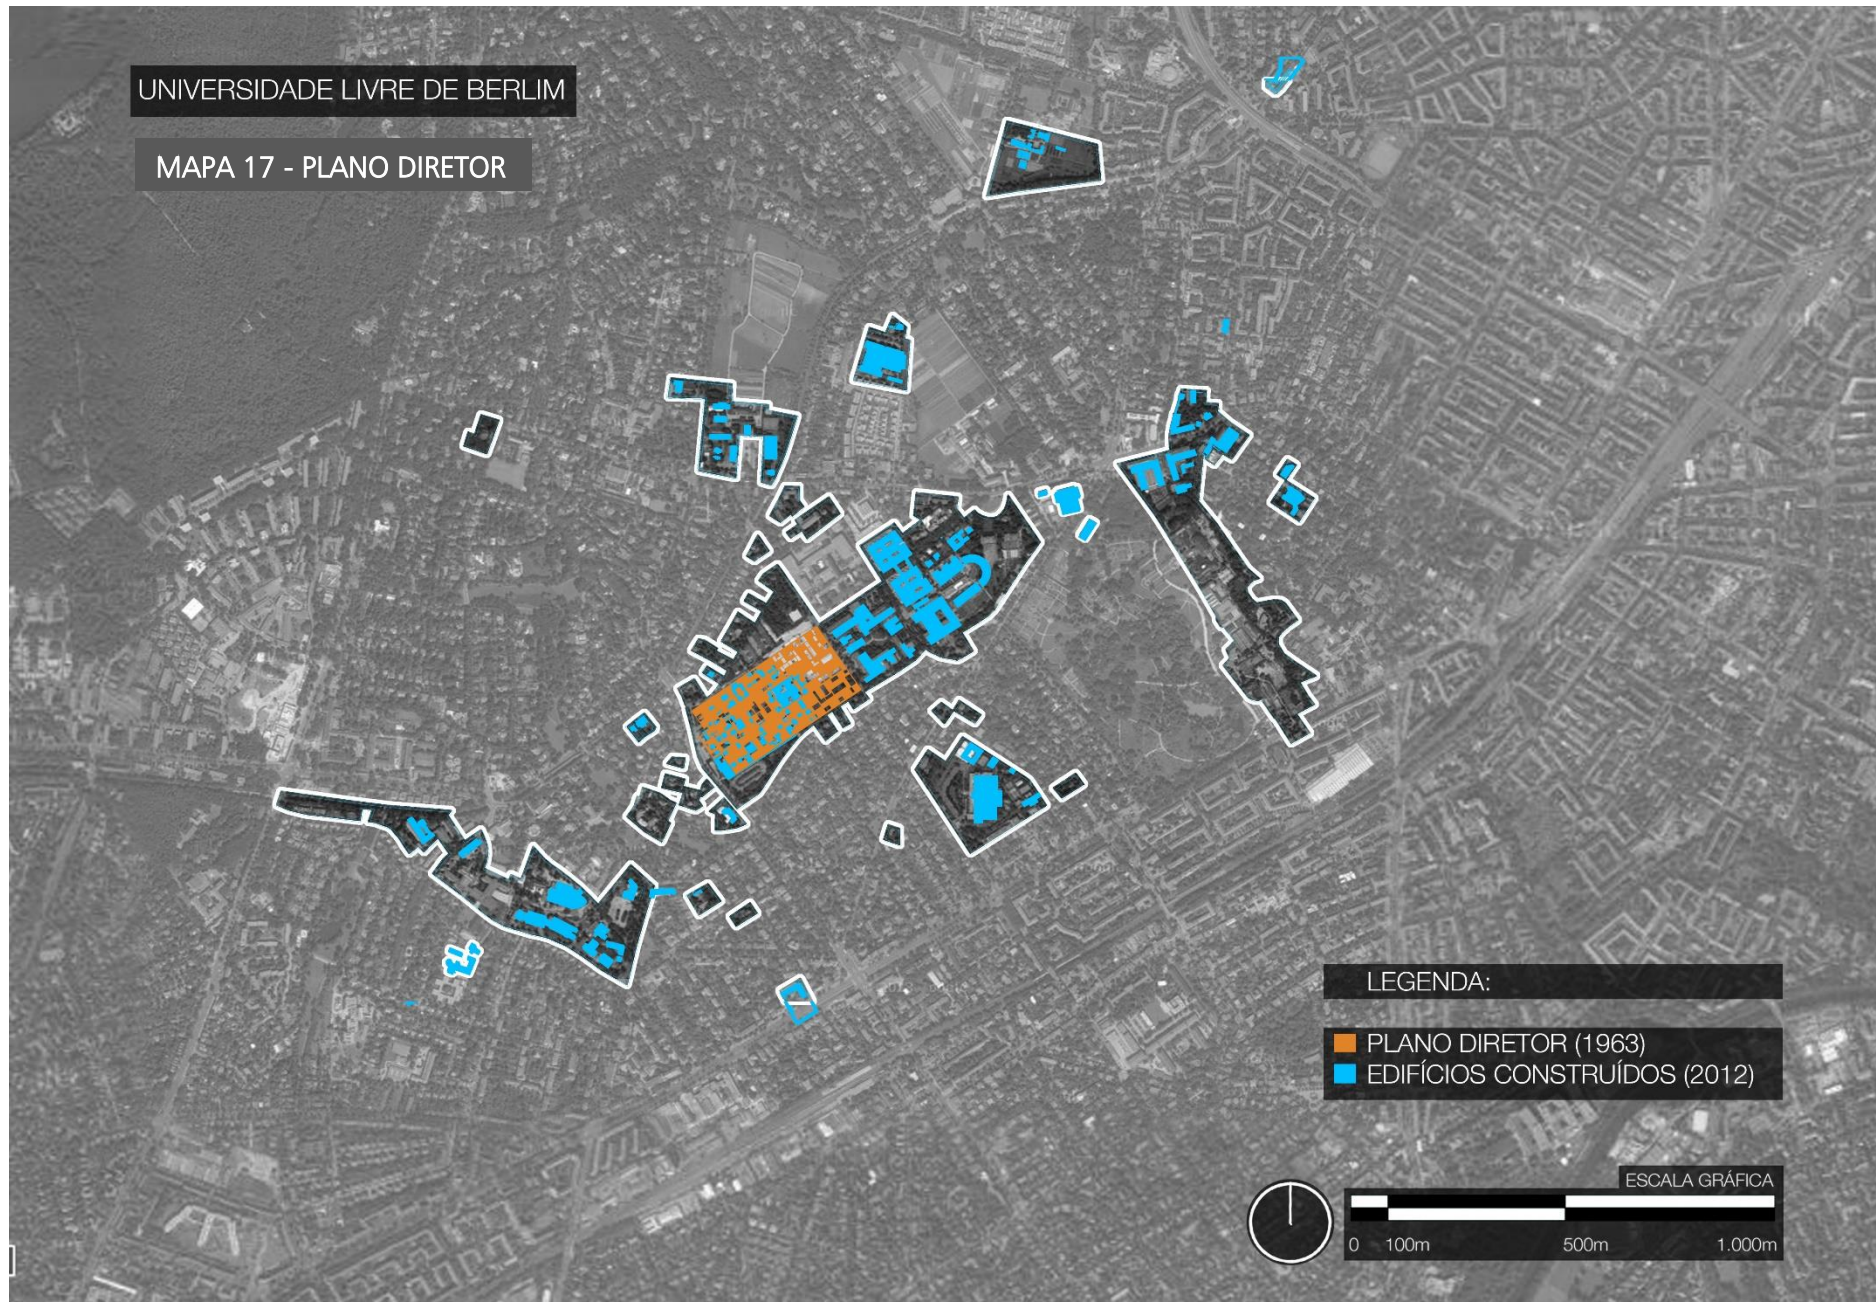 UNIVERSIDADE LIVRE DE BERLIM
MAPA 17 - PLANO DIRETOR
LEGENDA:
PLANO DIRETOR (1963)
EDIFÍCIOS CONSTRUÍDOS (2012)
ESCALA GRÁFICA
0 100m 500m 1.000m